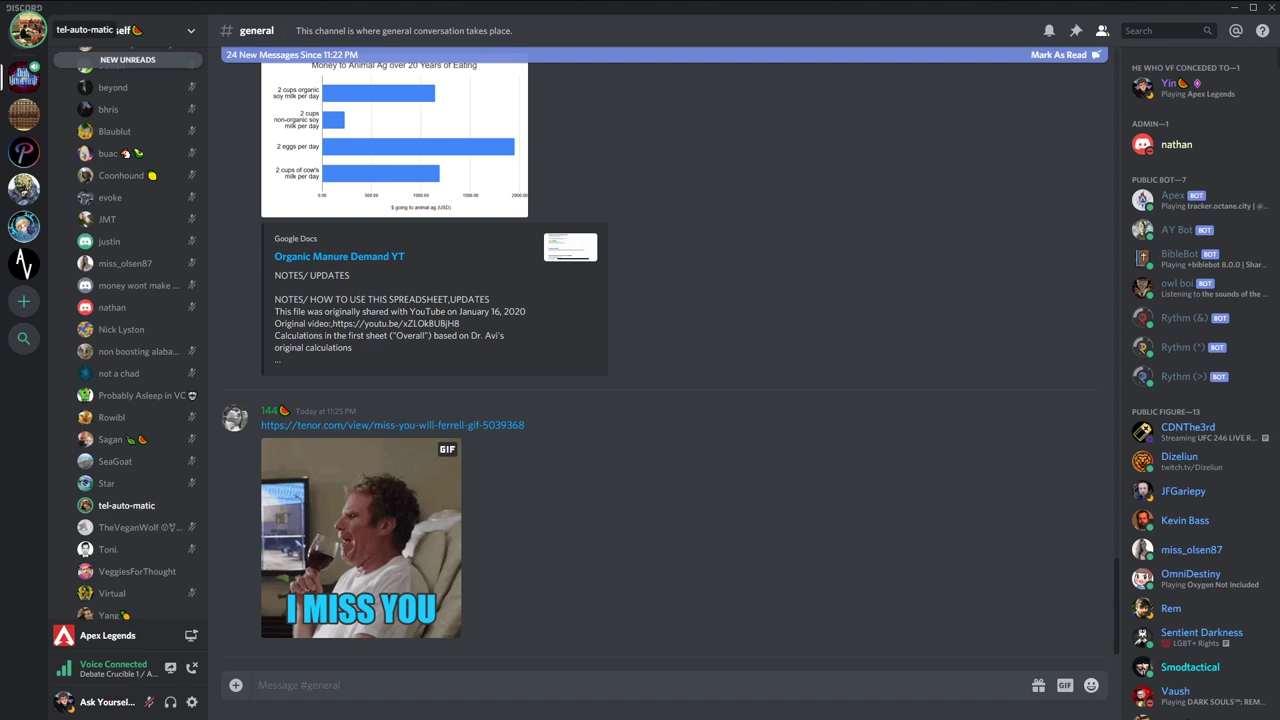 DISCORD
tel-auto-matic self
# general
This channel is where general conversation takes place.
Search
NEW UNREADS
24 New Messages Since 11:22 PM
Mark As Read
beyond
bhris
Blaublut
buac
Coonhound
evoke
JMT
justin
miss_olsen87
money wont make ...
nathan
Nick Lyston
non boosting alaba...
not a chad
Probably Asleep in VC
Rowibl
Sagan
SeaGoat
Star
tel-auto-matic
TheVeganWolf
Toni.
VeggiesForThought
Virtual
Yang
Apex Legends
Voice Connected
Debate Crucible 1 / A...
Ask Yoursel...
Money to Animal Ag over 20 Years of Eating
2 cups organic
soy milk per day
2 cups
non-organic soy
milk per day
2 eggs per day
2 cups of cow's
milk per day
0.00 500.00 1000.00 1500.00 2000.00
$ going to animal ag (USD)
Google Docs
Organic Manure Demand YT
NOTES/ UPDATES
NOTES/ HOW TO USE THIS SPREADSHEET,UPDATES
This file was originally shared with YouTube on January 16, 2020
Original video:,https://youtu.be/xZLOkBUBjH8
Calculations in the first sheet ("Overall") based on Dr. Avi's
original calculations
...
144 Today at 11:25 PM
https://tenor.com/view/miss-you-will-ferrell-gif-5039368
GIF
I MISS YOU
Message #general
GIF
HE WHO VF CONCEDED TO—1
Yin
Playing Apex Legends
ADMIN—1
nathan
PUBLIC BOT—7
Apex BOT
Playing tracker.octane.city | @...
AY Bot BOT
BibleBot BOT
Playing +biblebot 8.0.0 | Shar...
owl boi BOT
Listening to the sounds of the ...
Rythm (&) BOT
Rythm (*) BOT
Rythm (>) BOT
PUBLIC FIGURE—13
CDNThe3rd
Streaming UFC 246 LIVE R...
Dizeliun
twitch.tv/Dizeliun
JFGariepy
Kevin Bass
miss_olsen87
OmniDestiny
Playing Oxygen Not Included
Rem
Sentient Darkness
LGBT+ Rights
Smodtactical
Vaush
Playing DARK SOULS™: REM...